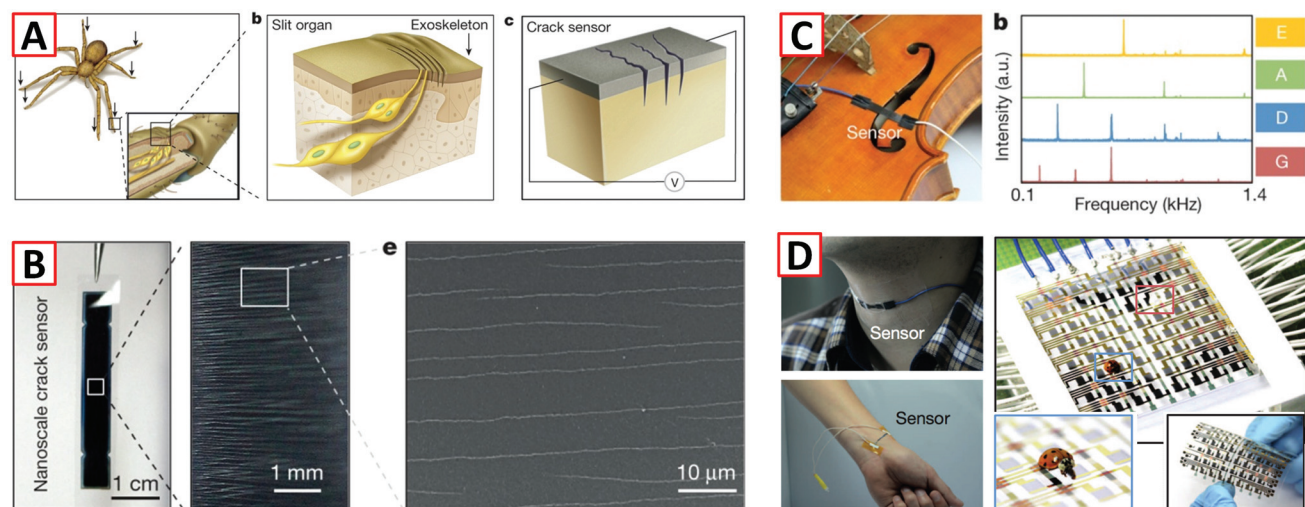 A
b
Slit organ
Exoskeleton
c
Crack sensor
V
C
Sensor
b
Intensity (a.u.)
E
A
D
G
0.1
1.4
Frequency (kHz)
B
Nanoscale crack sensor
1 cm
1 mm
e
10 μm
D
Sensor
Sensor